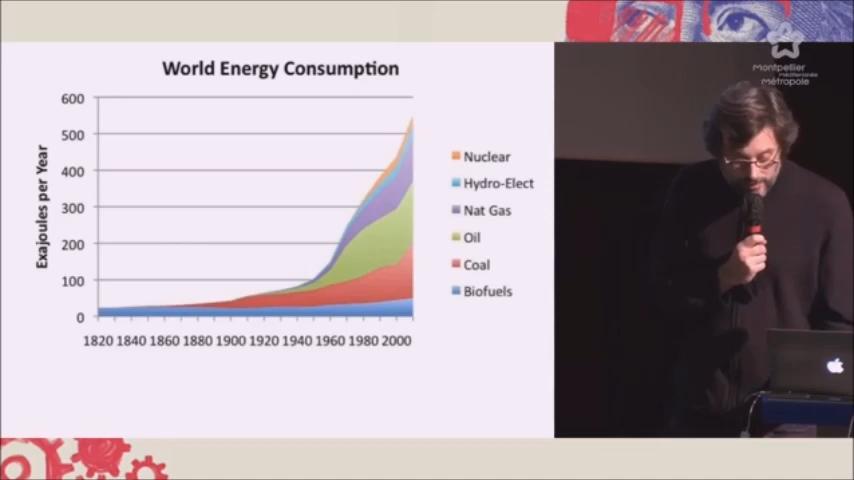 World Energy Consumption
600
500
400
300
200
100
0
Exajoules per Year
1820 1840 1860 1880 1900 1920 1940 1960 1980 2000
Nuclear
Hydro-Elect
Nat Gas
Oil
Coal
Biofuels
montpellier
méditerranée
métropole